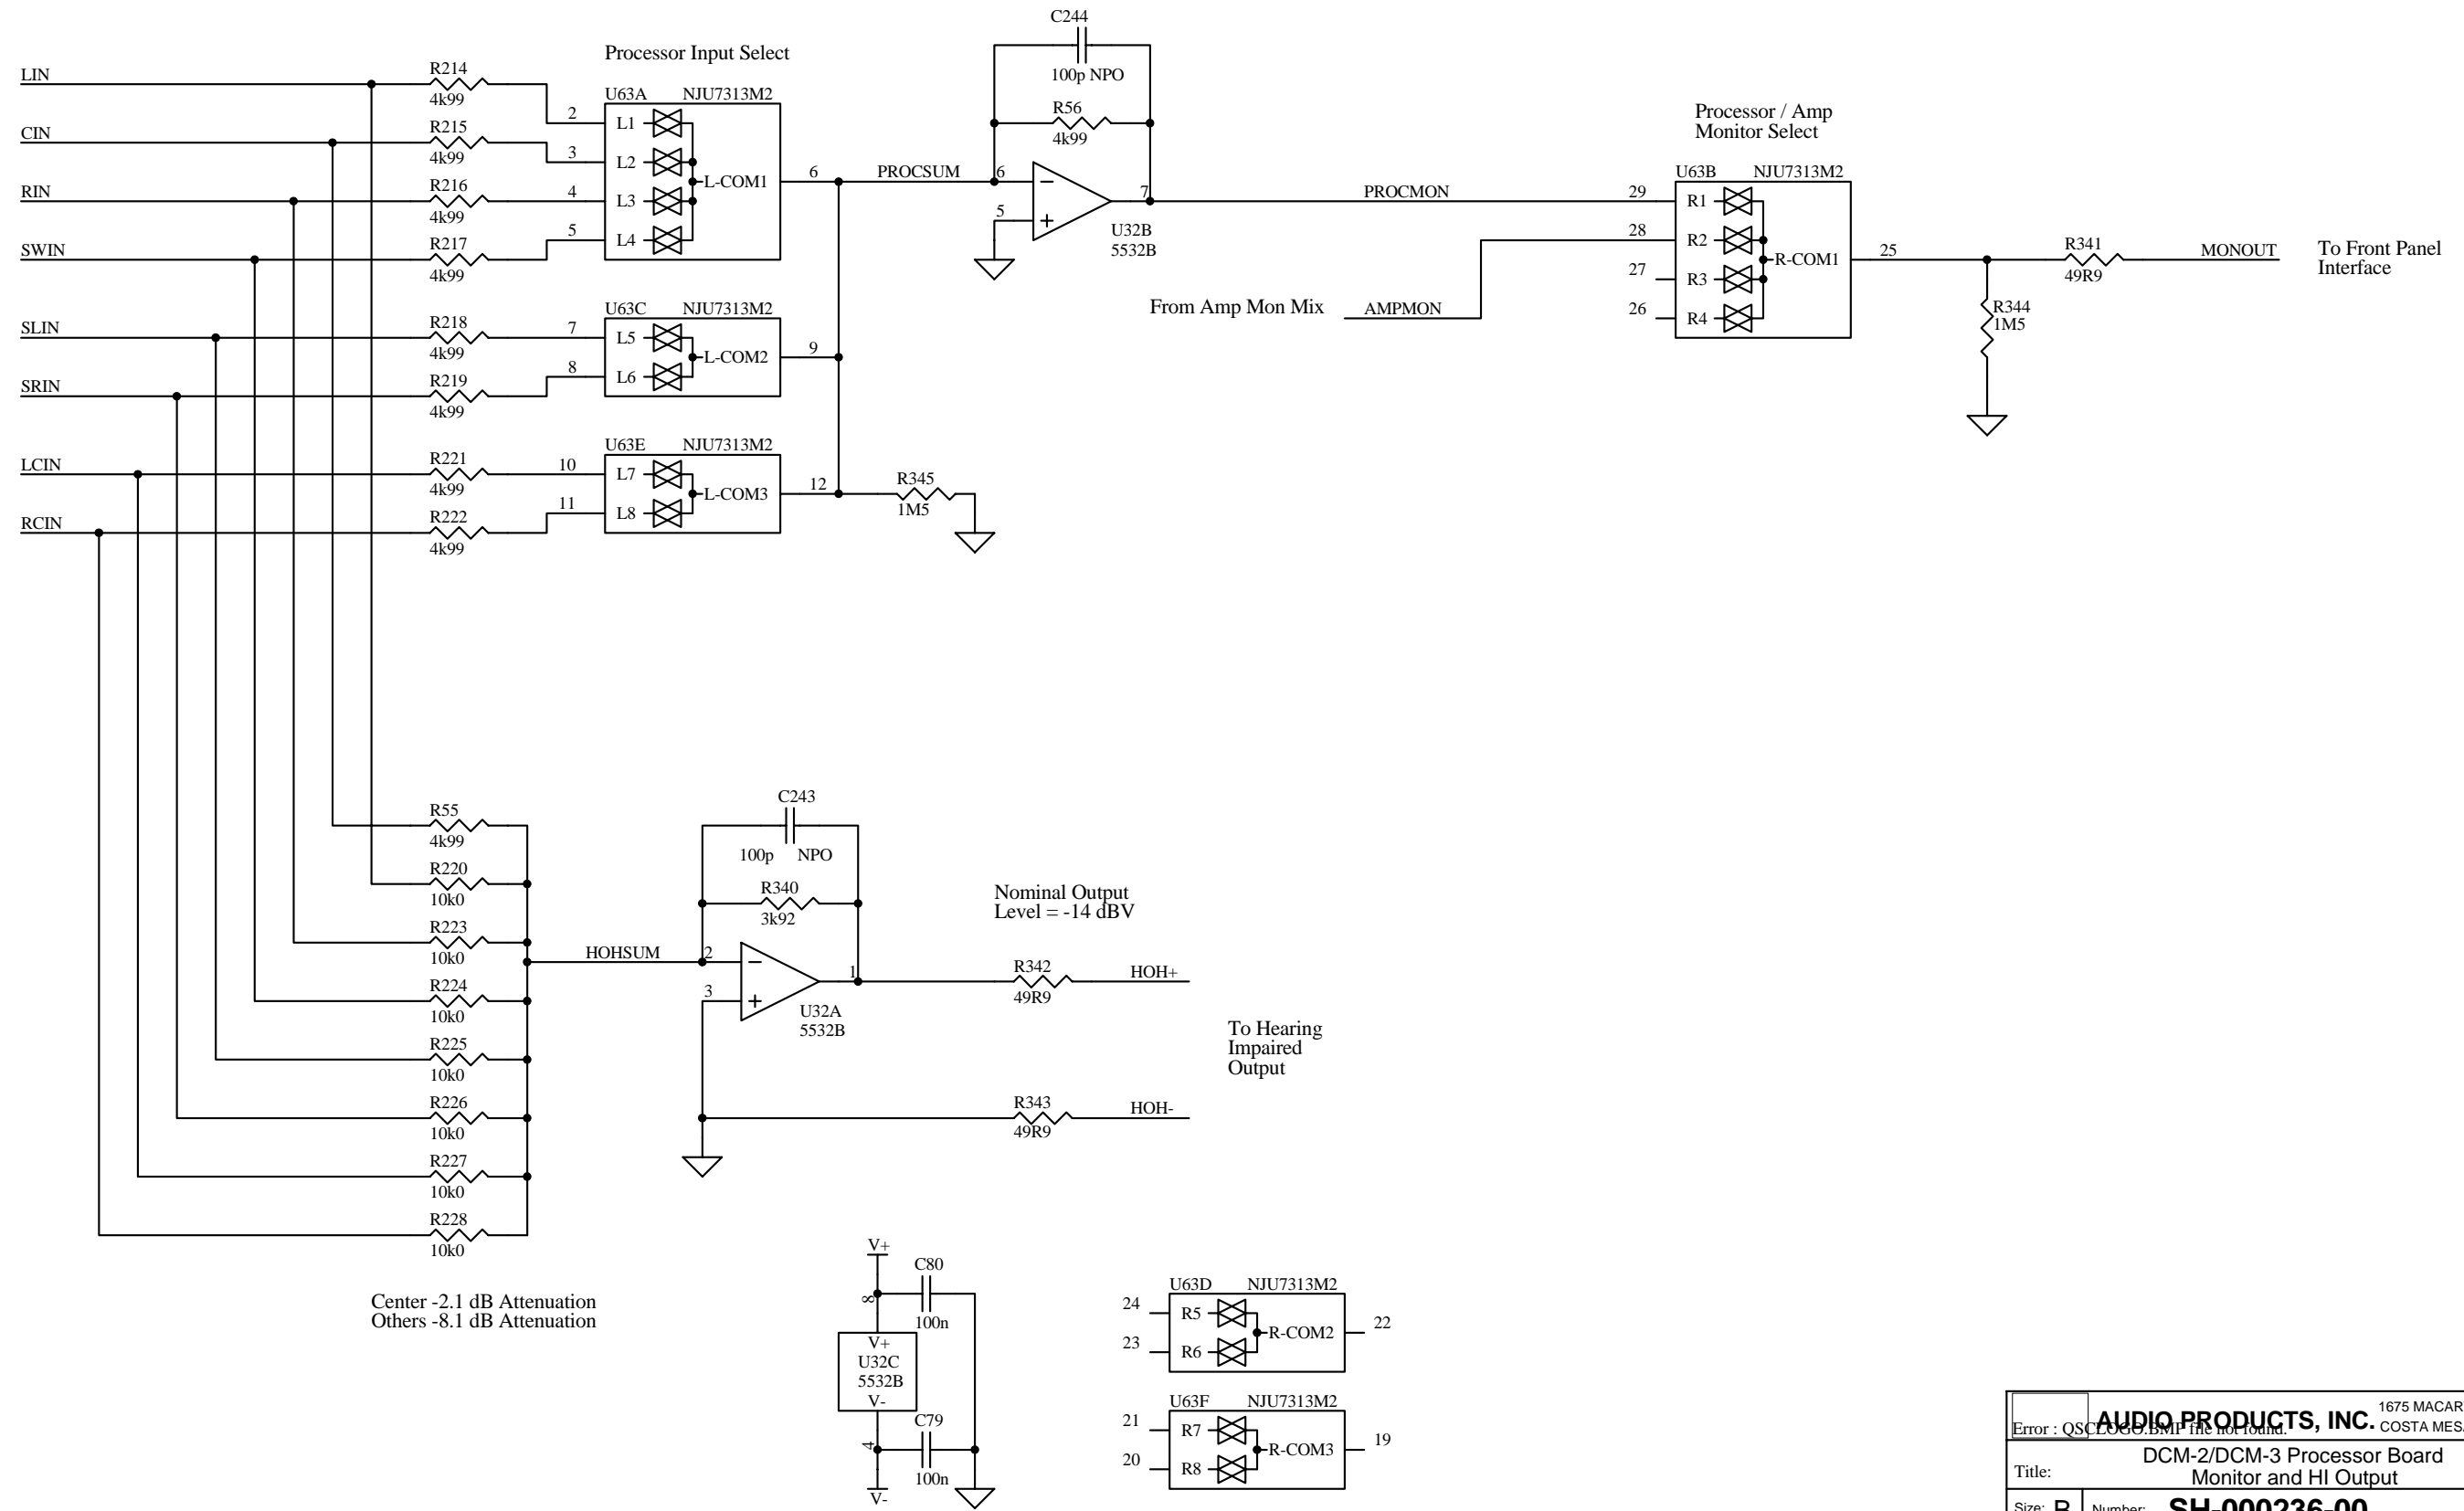 C244
100p NPO
Processor Input Select
LIN
R214
4k99
U63A NJU7313M2
2
L1
R56
4k99
CIN
R215
4k99
3
L2
L-COM1
6
PROCSUM
6
RIN
R216
4k99
4
L3
5
7
U32B
5532B
SWIN
R217
4k99
5
L4
PROCMON
Processor / Amp
Monitor Select
U63B NJU7313M2
29
R1
28
R2
27
R3
26
R4
R-COM1
25
R341
49R9
MONOUT
To Front Panel
Interface
R344
1M5
From Amp Mon Mix
AMPMON
SLIN
R218
4k99
U63C NJU7313M2
7
L5
L-COM2
9
SRIN
R219
4k99
8
L6
LCIN
R221
4k99
U63E NJU7313M2
10
L7
L-COM3
12
R345
1M5
RCIN
R222
4k99
11
L8
C243
100p NPO
R55
4k99
R220
10k0
R340
3k92
Nominal Output
Level = -14 dBV
R223
10k0
HOHSUM
2
3
1
U32A
5532B
R342
49R9
HOH+
R224
10k0
To Hearing
Impaired
Output
R225
10k0
R226
10k0
R343
49R9
HOH-
R227
10k0
R228
10k0
Center -2.1 dB Attenuation
Others -8.1 dB Attenuation
V+
C80
100n
8
V+
U32C
5532B
V-
4
C79
100n
V-
U63D NJU7313M2
24
R5
23
R6
R-COM2
22
U63F NJU7313M2
21
R7
20
R8
R-COM3
19
Error : QSCLOGO.BMP file not found.
AUDIO PRODUCTS, INC.
1675 MACAR
COSTA MES
Title:
DCM-2/DCM-3 Processor Board
Monitor and HI Output
Size: B
Number: SH-000236-00